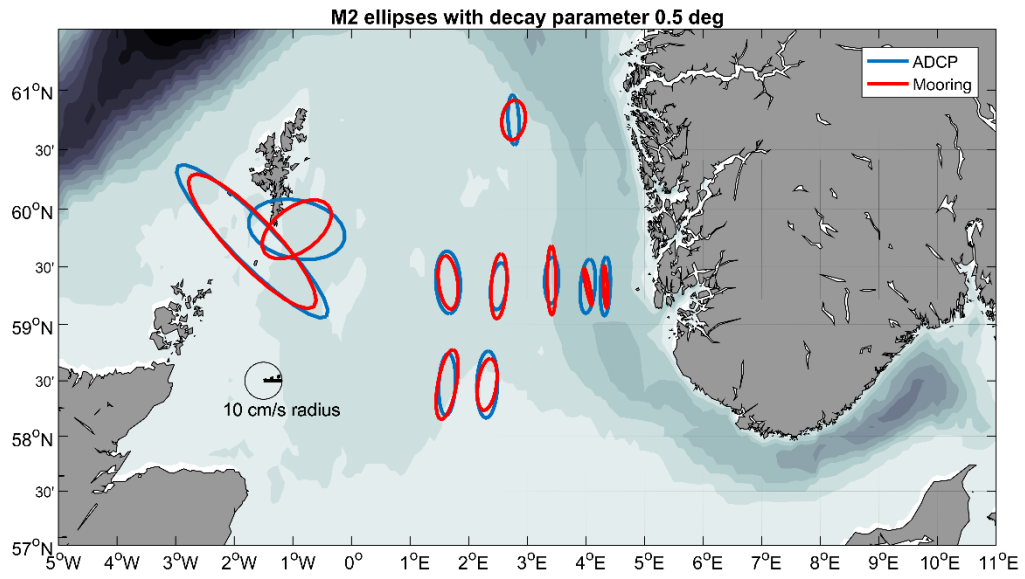 M2 ellipses with decay parameter 0.5 deg
ADCP
Mooring
61°N
30'
60°N
30'
59°N
30'
58°N
30'
57°N
10 cm/s radius
5°W 4°W 3°W 2°W 1°W 0° 1°E 2°E 3°E 4°E 5°E 6°E 7°E 8°E 9°E 10°E 11°E